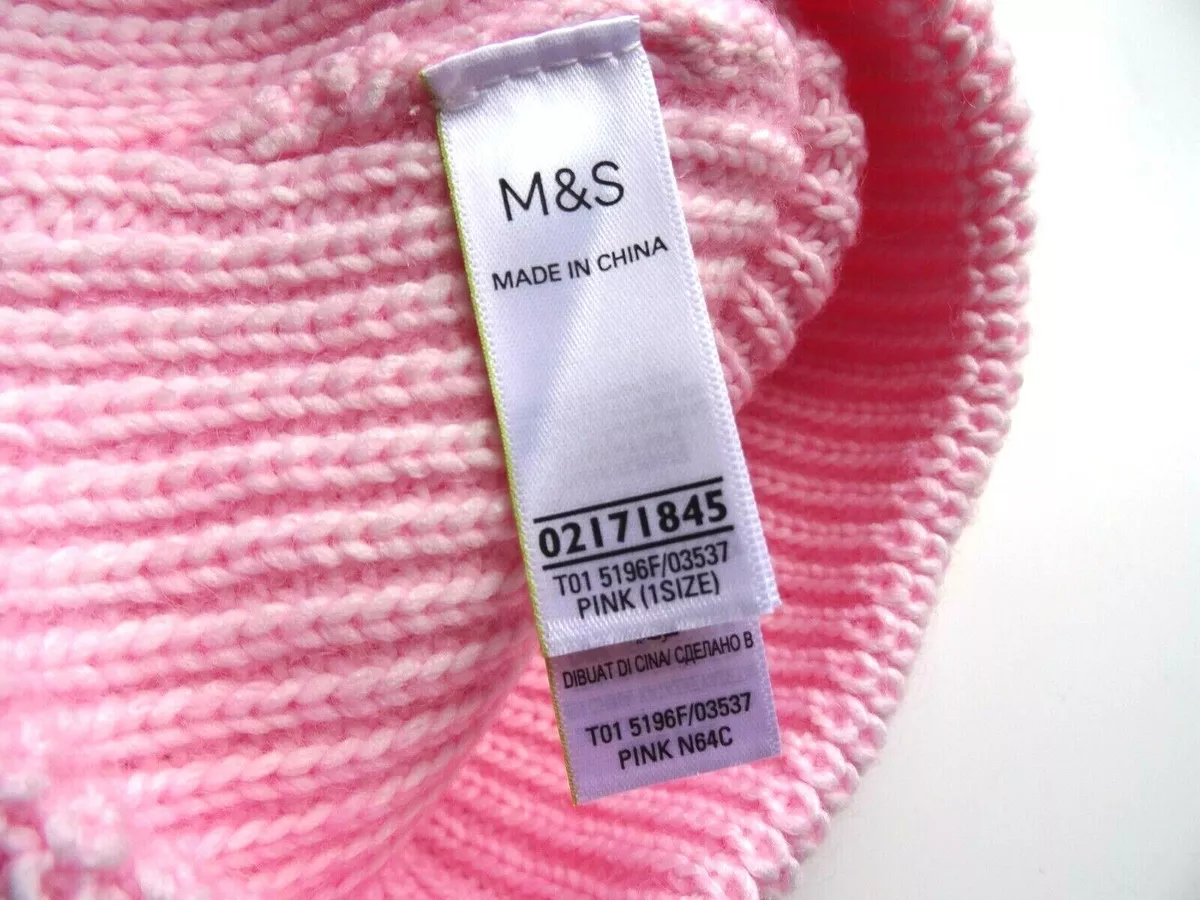 M&S
MADE IN CHINA
02171845
T01 5196F/03537
PINK (1SIZE)
DIBUAT DI CINA/ СДЕЛАНО В
T01 5196F/03537
PINK N64C